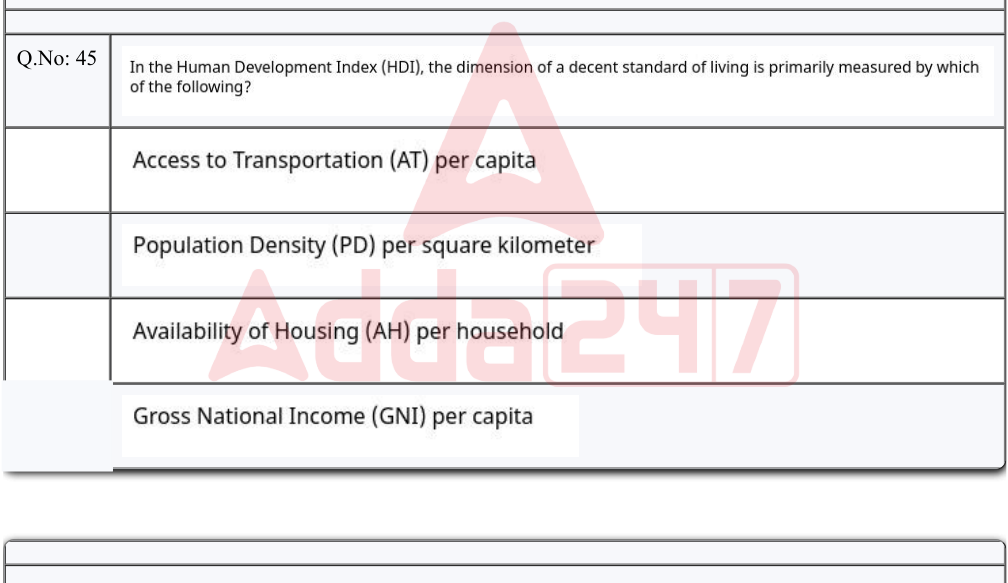 Q.No: 45
In the Human Development Index (HDI), the dimension of a decent standard of living is primarily measured by which
of the following?
Access to Transportation (AT) per capita
Population Density (PD) per square kilometer
Availability of Housing (AH) per household
Gross National Income (GNI) per capita
Adda247